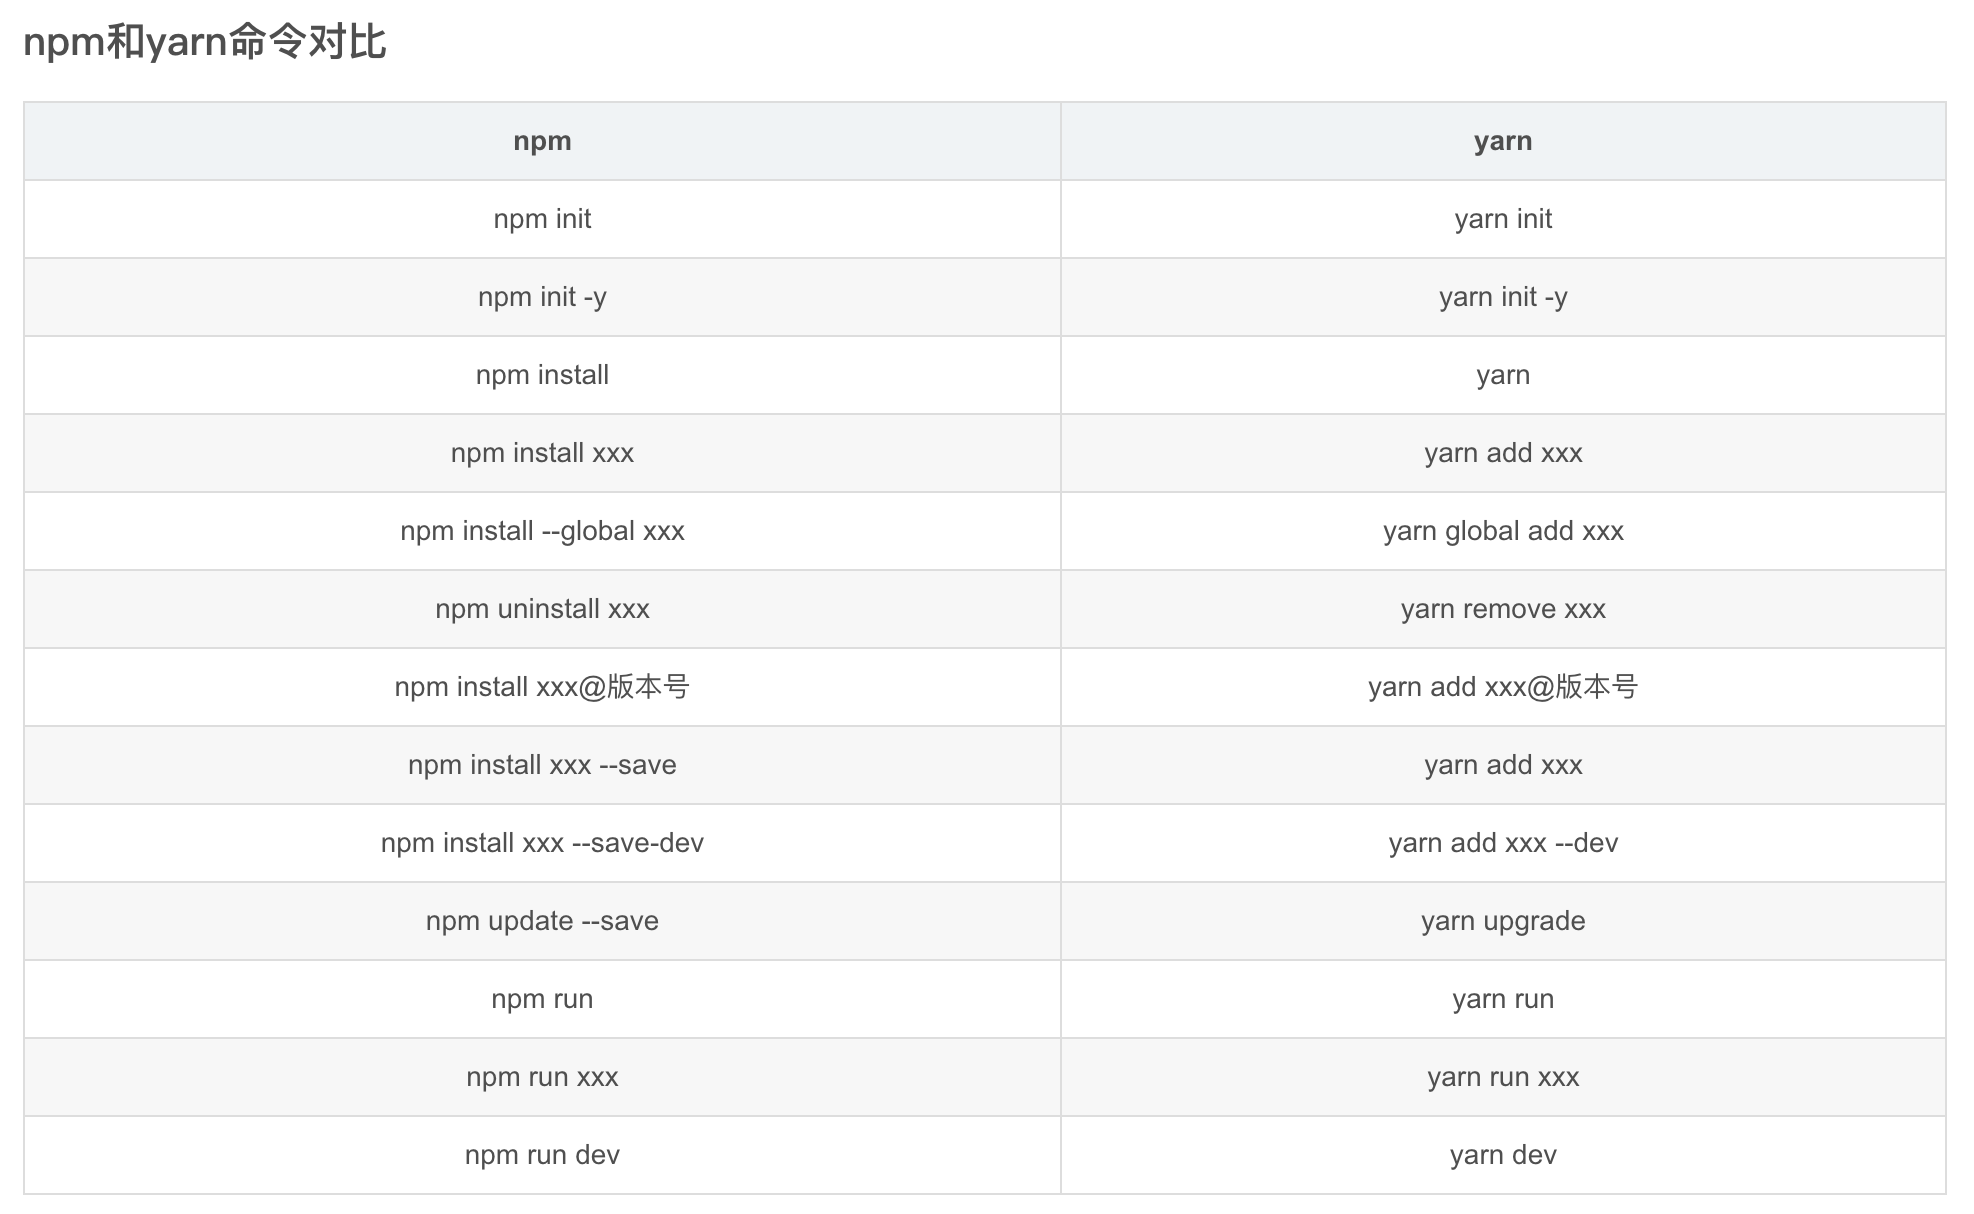 npm和yarn命令对比
npm yarn
npm init yarn init
npm init -y yarn init -y
npm install yarn
npm install xxx yarn add xxx
npm install --global xxx yarn global add xxx
npm uninstall xxx yarn remove xxx
npm install xxx@版本号 yarn add xxx@版本号
npm install xxx --save yarn add xxx
npm install xxx --save-dev yarn add xxx --dev
npm update --save yarn upgrade
npm run yarn run
npm run xxx yarn run xxx
npm run dev yarn dev